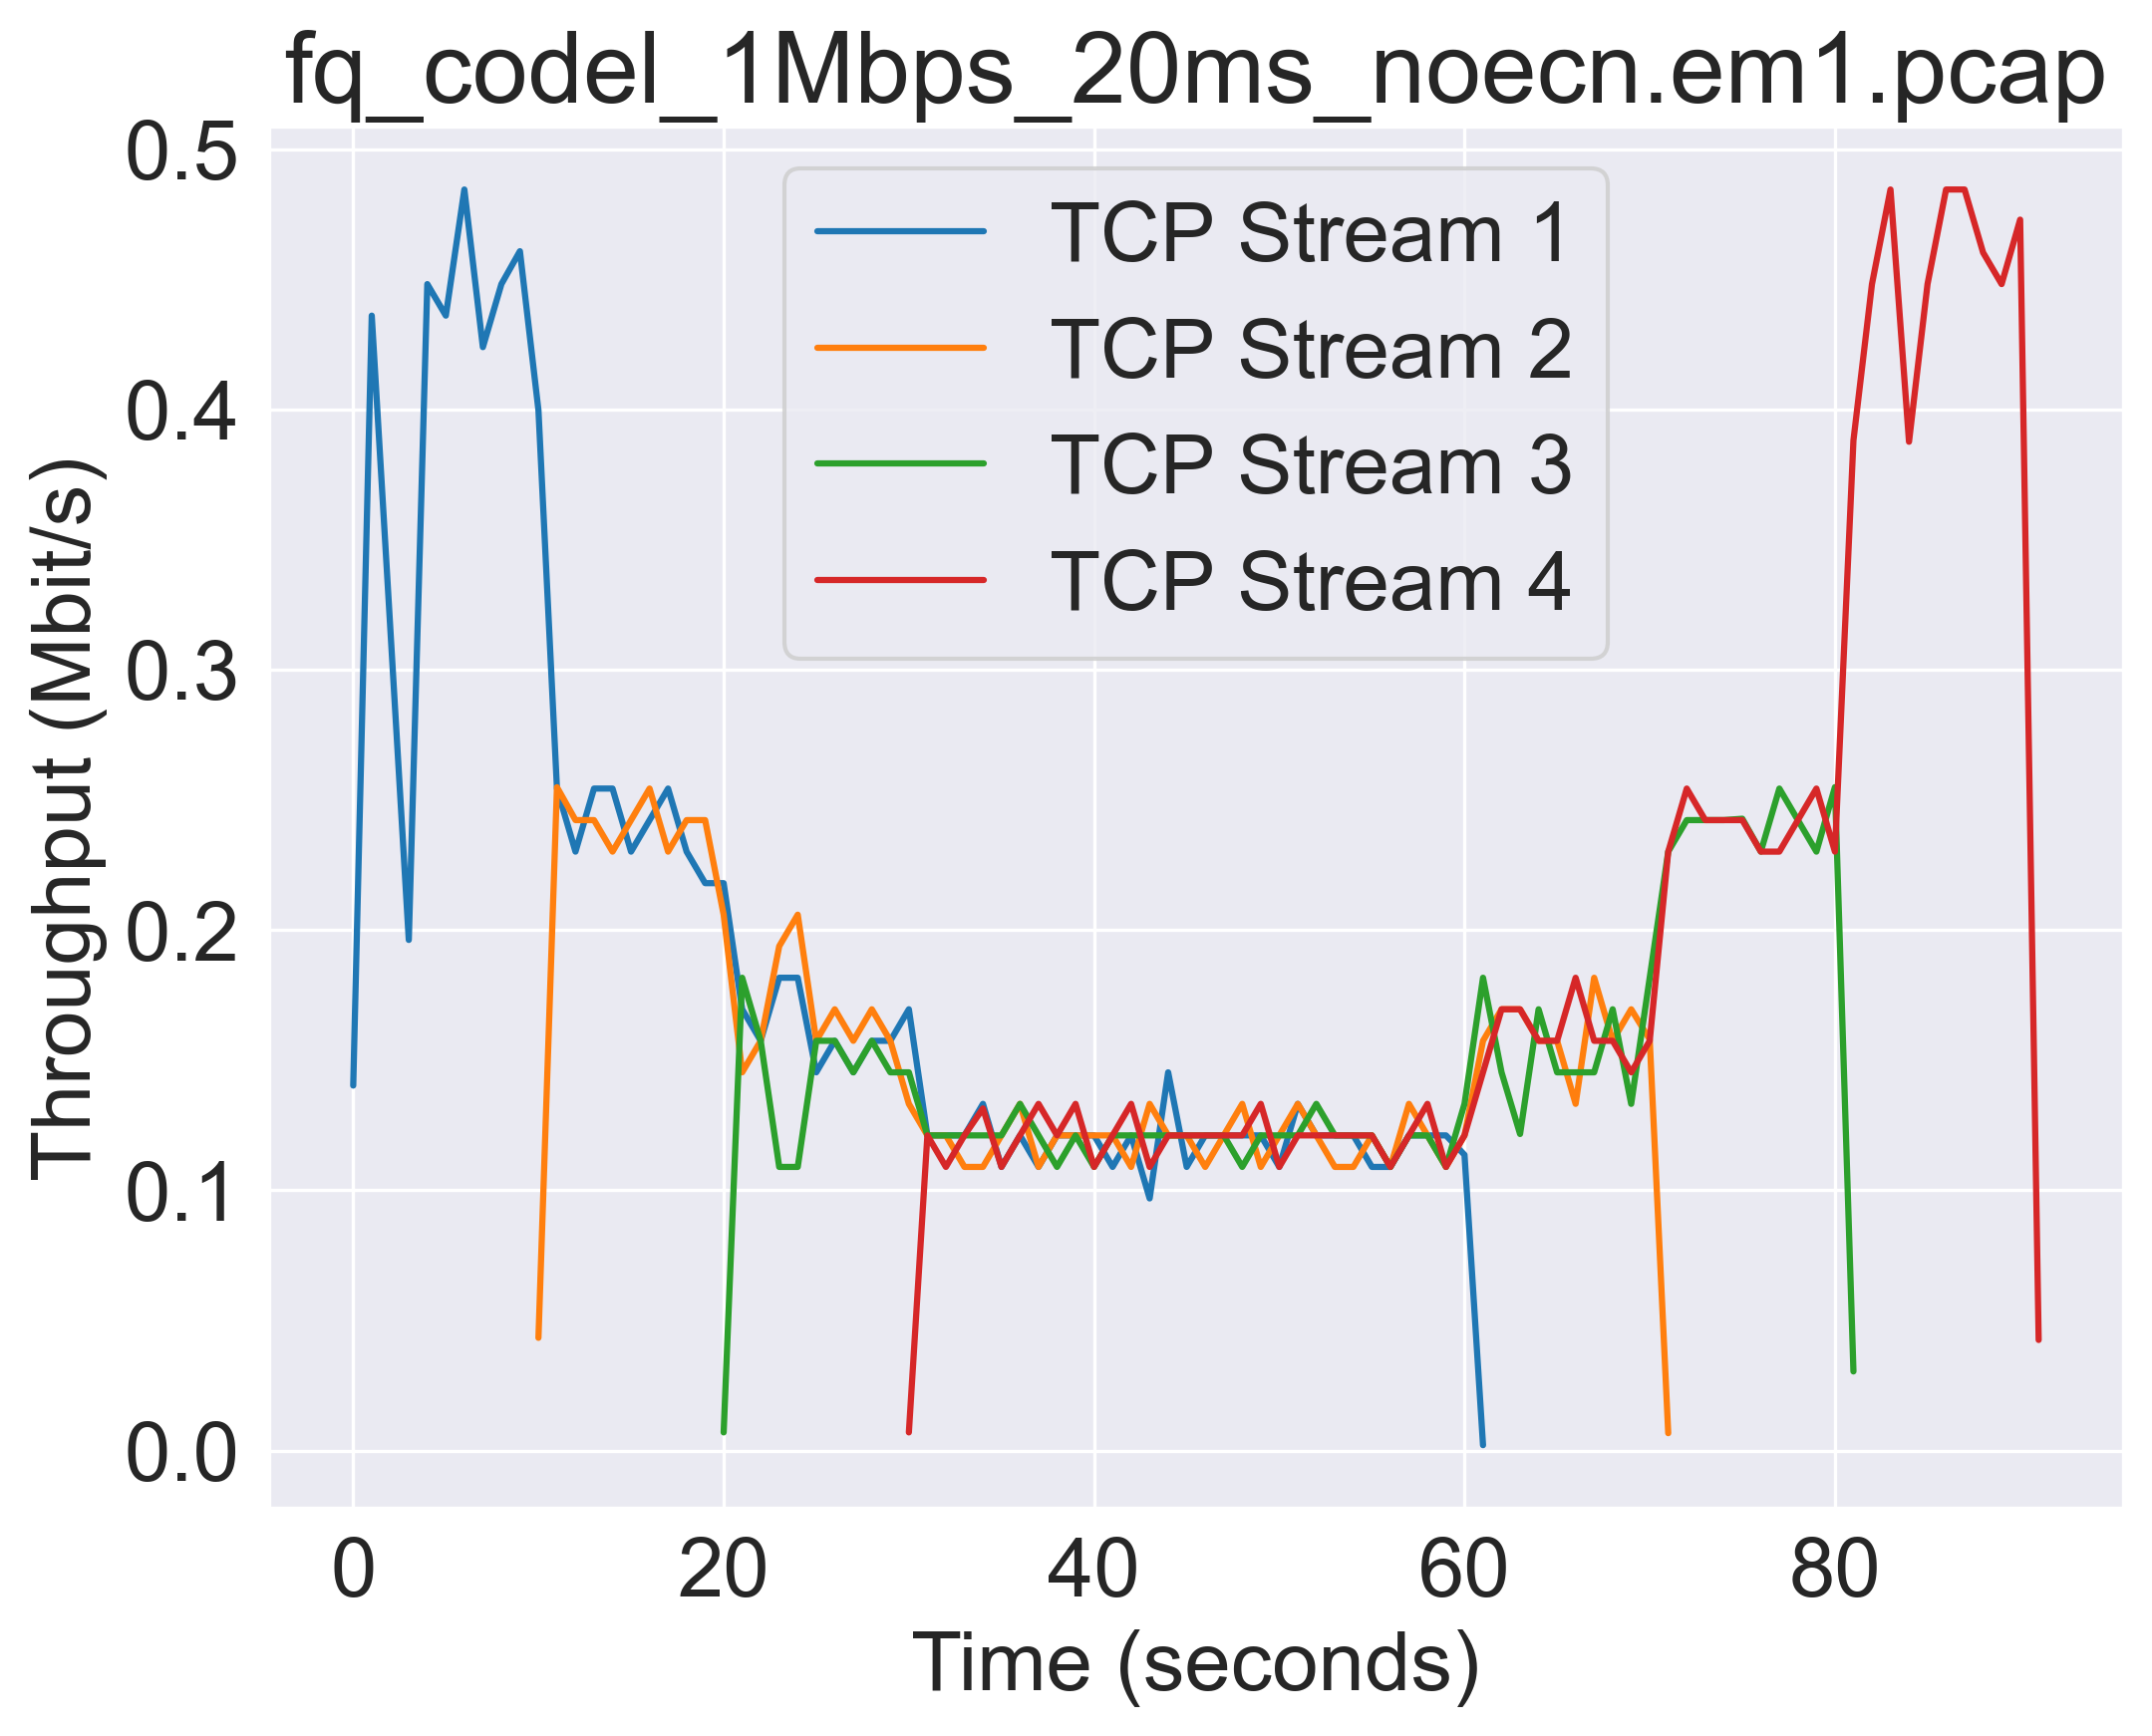 fq_codel_1Mbps_20ms_noecn.em1.pcap
0.5
0.4
0.3
0.2
0.1
0.0
Throughput (Mbit/s)
TCP Stream 1
TCP Stream 2
TCP Stream 3
TCP Stream 4
0 20 40 60 80
Time (seconds)